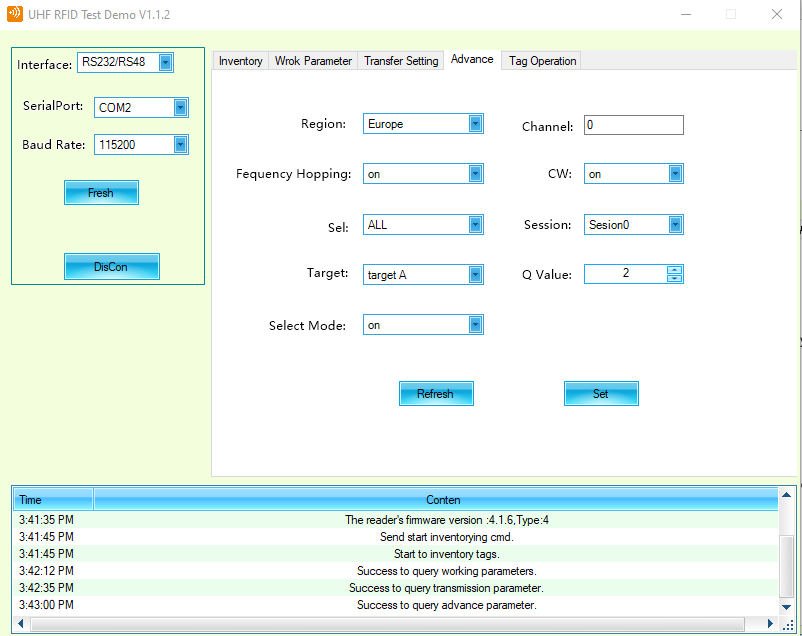 UHF RFID Test Demo V1.1.2
Interface: RS232/RS48
SerialPort: COM2
Baud Rate: 115200
Fresh
DisCon
Inventory Wrok Parameter Transfer Setting Advance Tag Operation
Region: Europe Channel: 0
Fequency Hopping: on CW: on
Sel: ALL Session: Sesion0
Target: target A Q Value: 2
Select Mode: on
Refresh Set
Time Conten
3:41:35 PM The reader's firmware version :4.1.6,Type:4
3:41:45 PM Send start inventorying cmd.
3:41:45 PM Start to inventory tags.
3:42:12 PM Success to query working parameters.
3:42:35 PM Success to query transmission parameter.
3:43:00 PM Success to query advance parameter.